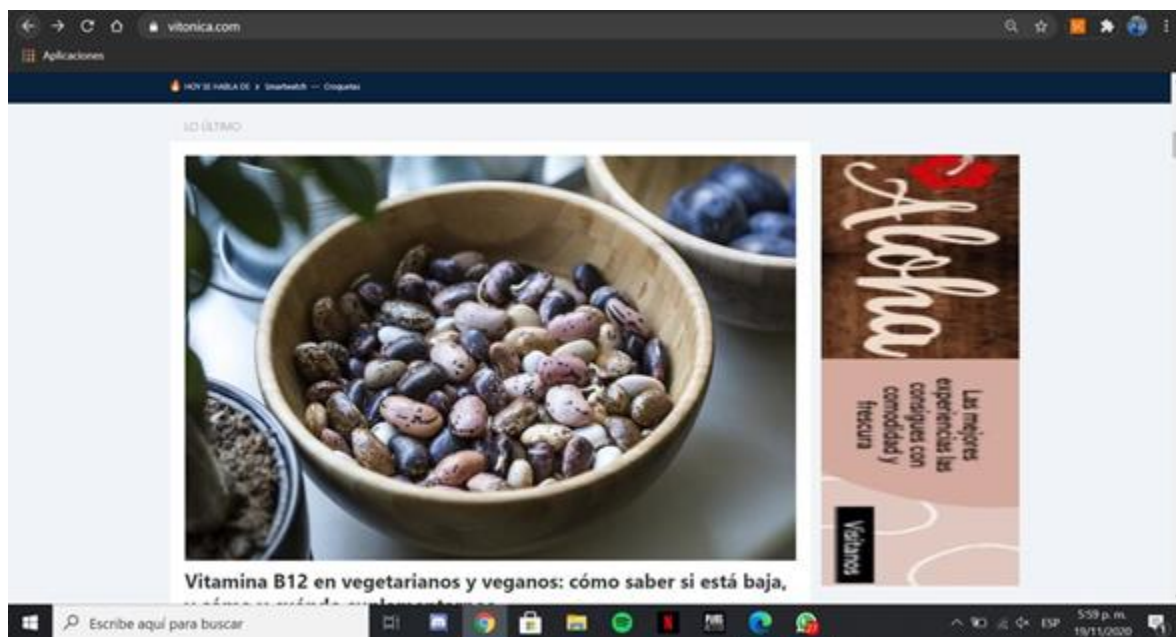 vitonica.com
Aplicaciones
HOY SE HABLA DE
Smartwatch
Croquetas
LO ÚLTIMO
Aloha
Las mejores
experiencias las
consigues con
comodidad y
frescura
Visitanos
Vitamina B12 en vegetarianos y veganos: cómo saber si está baja,
Escribe aquí para buscar
ESP
5:59 p. m.
19/11/2020